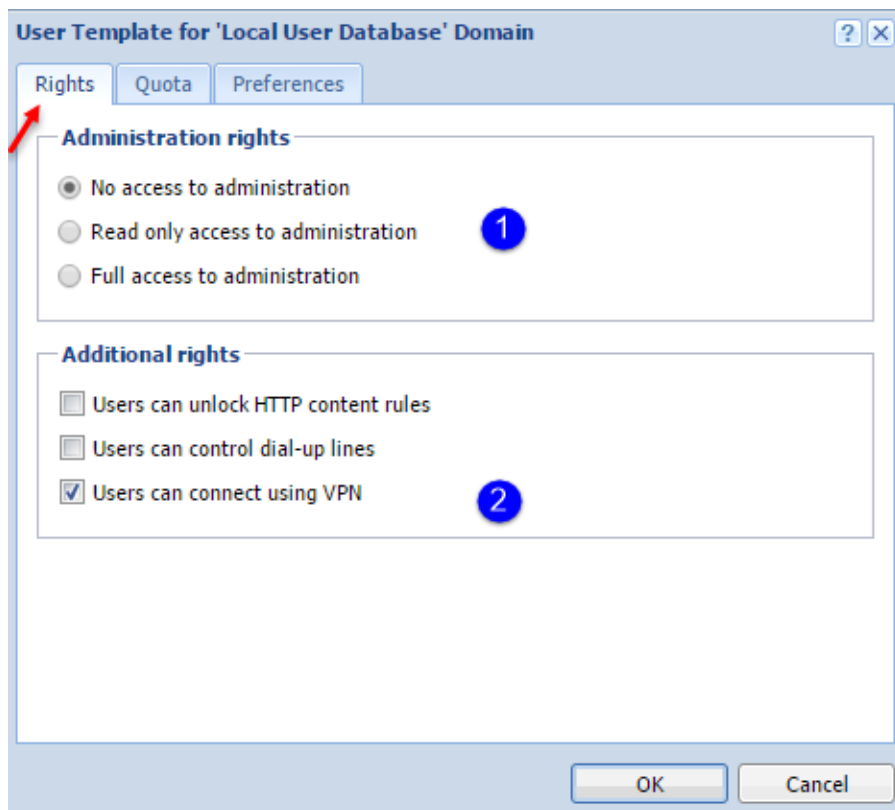 User Template for 'Local User Database' Domain
?
Rights Quota Preferences
Administration rights
No access to administration
Read only access to administration
1
Full access to administration
Additional rights
Users can unlock HTTP content rules
Users can control dial-up lines
Users can connect using VPN
2
OK Cancel